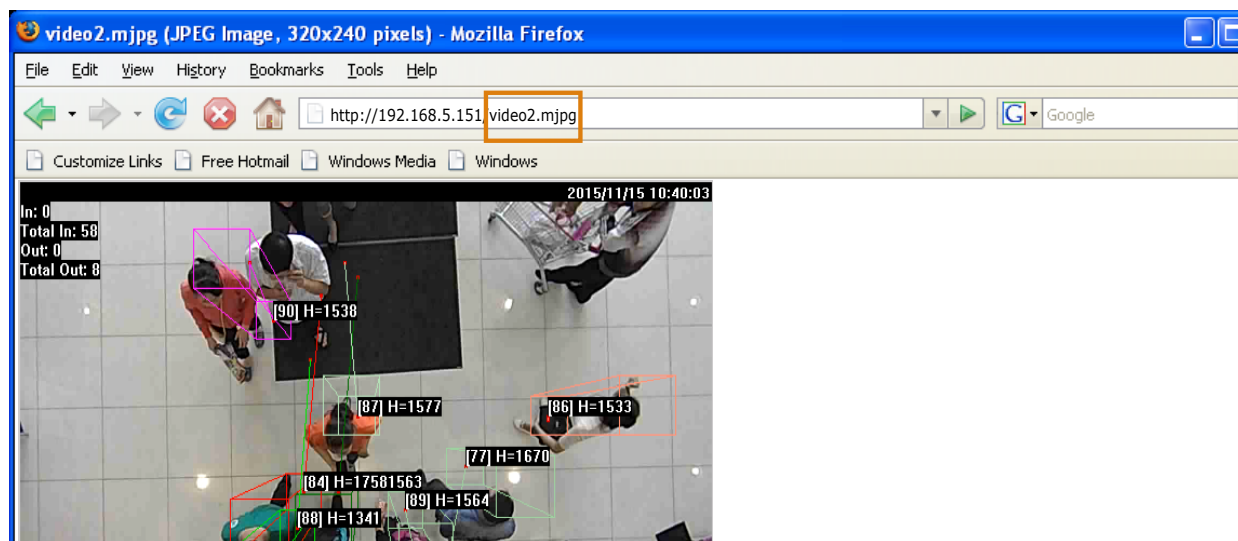 video2.mjpg (JPEG Image, 320x240 pixels) - Mozilla Firefox
File Edit View History Bookmarks Tools Help
http://192.168.5.151/video2.mjpg
G Google
Customize Links Free Hotmail Windows Media Windows
2015/11/15 10:40:03
In: 0
Total In: 58
Out: 0
Total Out: 8
[90] H=1538
[87] H=1577
[86] H=1533
[77] H=1670
[84] H=17581563
[89] H=1564
[88] H=1341